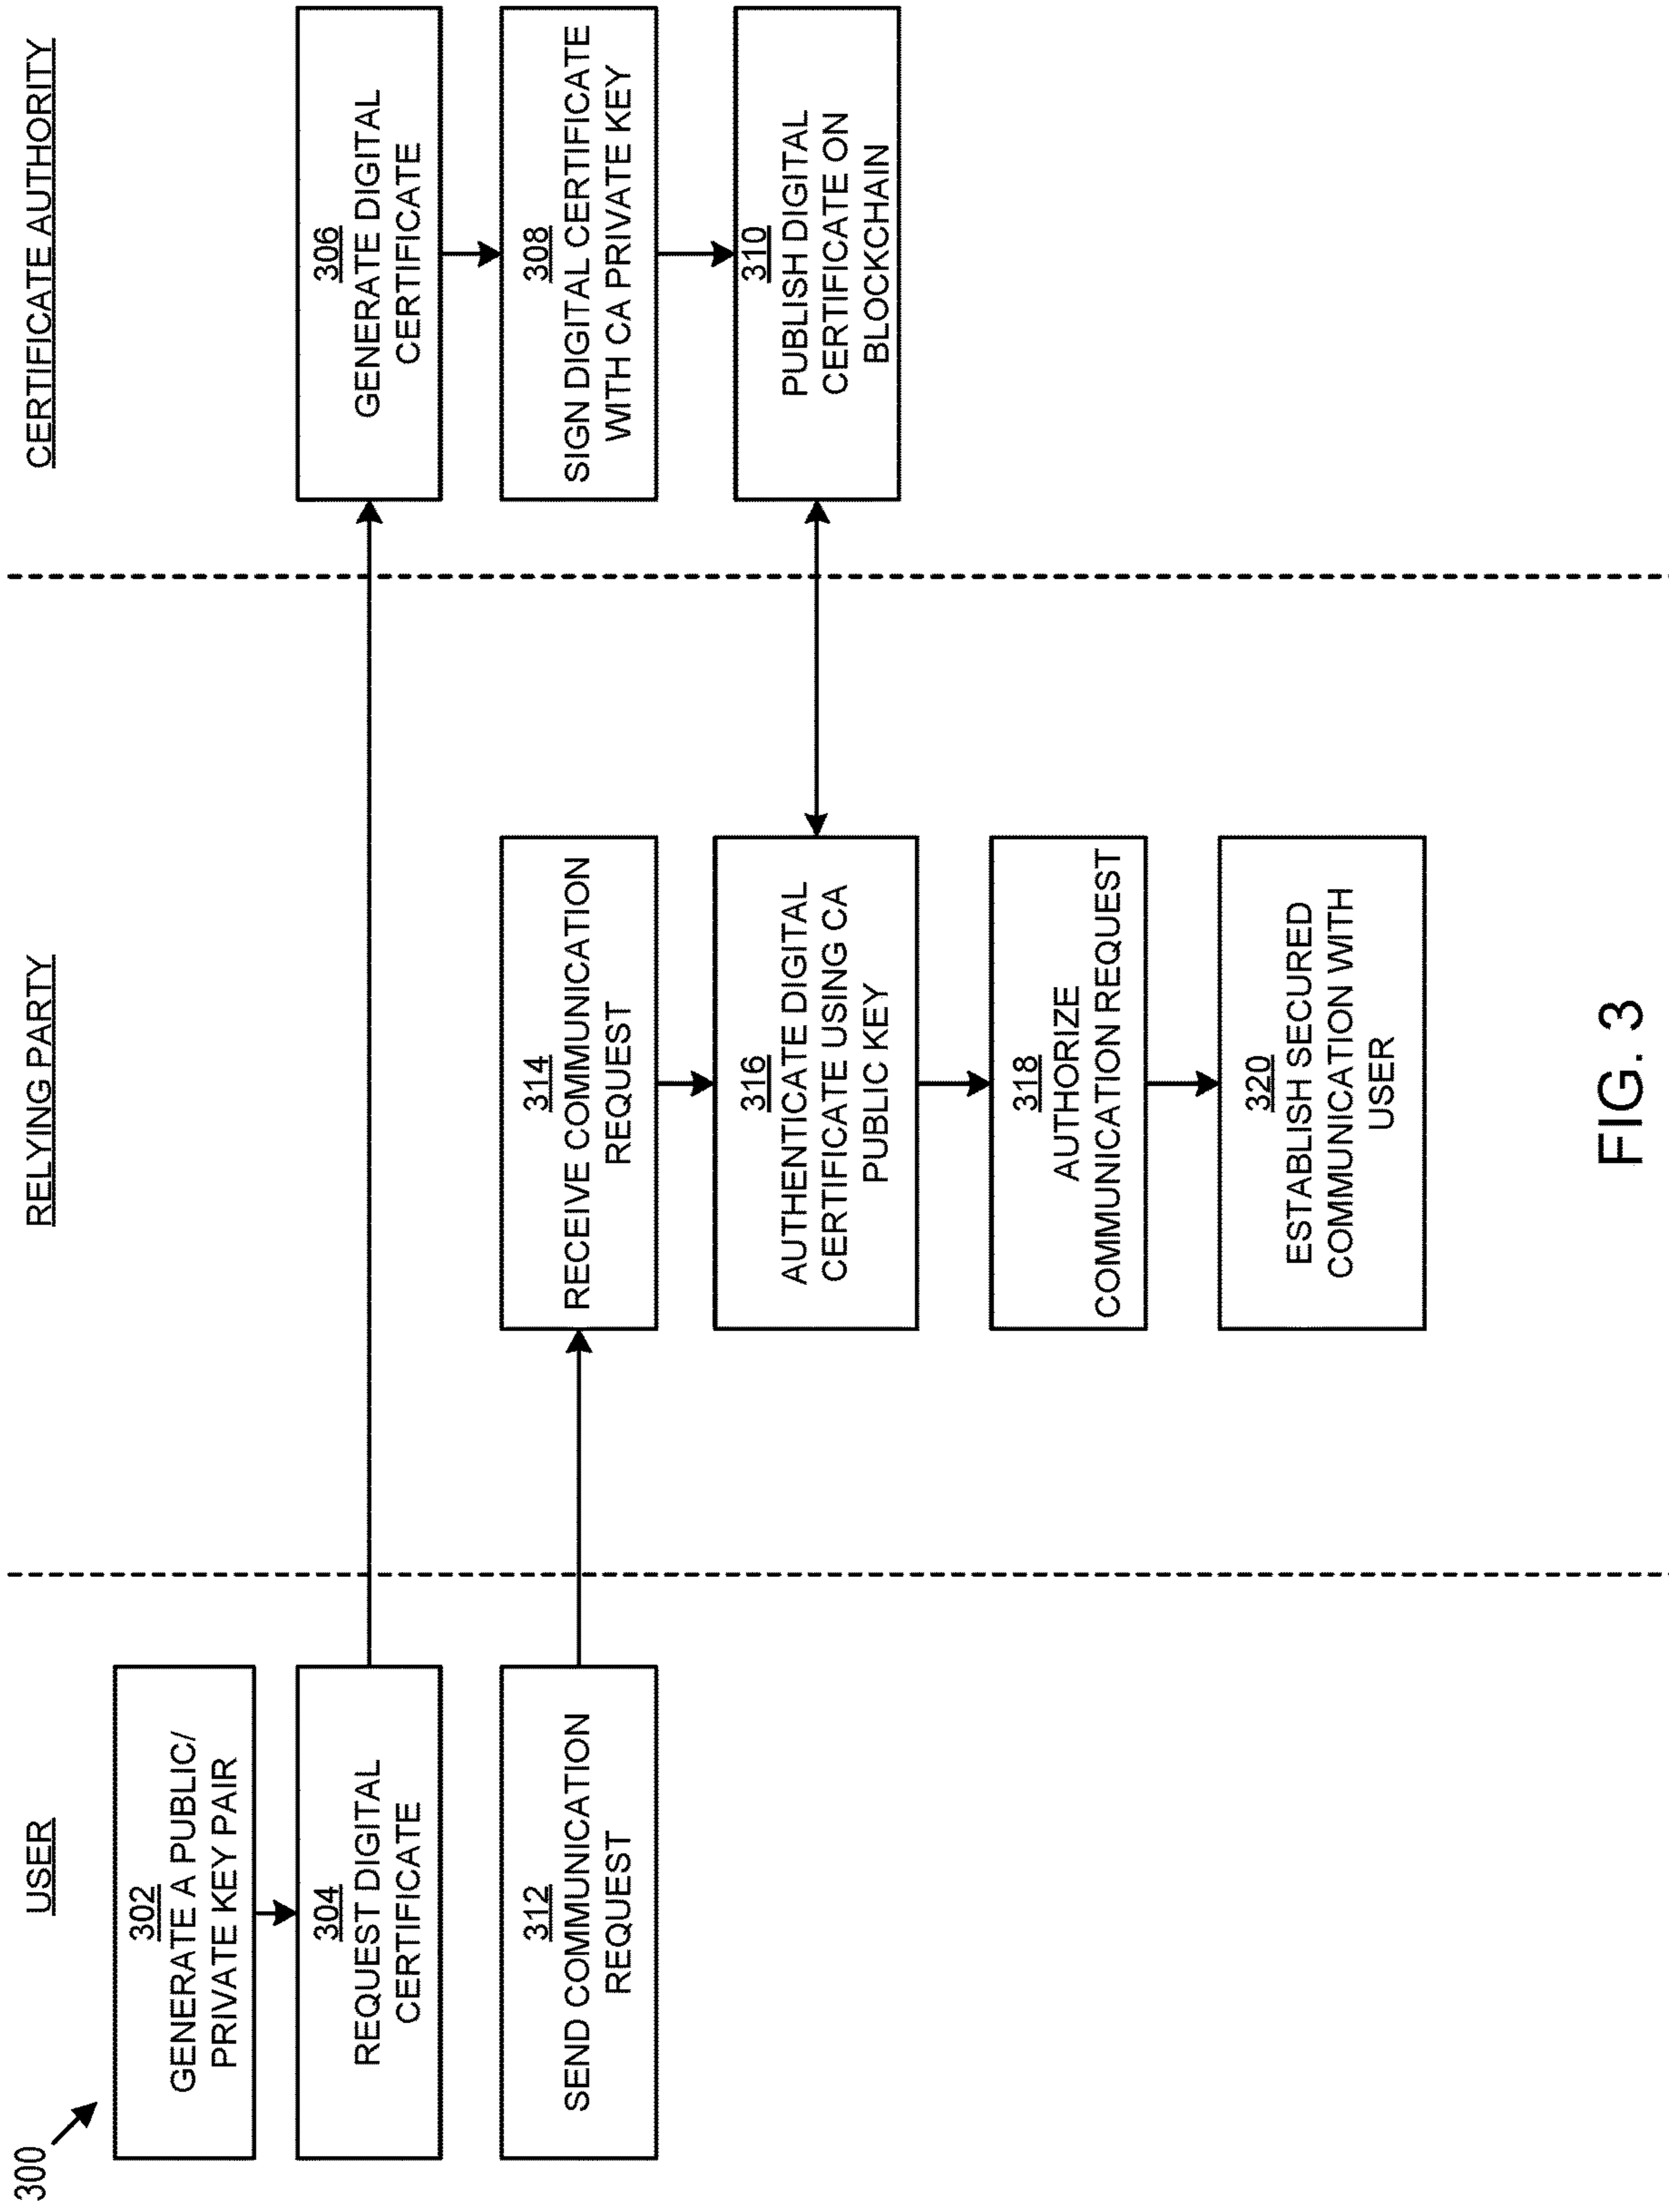 300
USER
RELYING PARTY
CERTIFICATE AUTHORITY
302
GENERATE A PUBLIC/
PRIVATE KEY PAIR
304
REQUEST DIGITAL
CERTIFICATE
306
GENERATE DIGITAL
CERTIFICATE
312
SEND COMMUNICATION
REQUEST
314
RECEIVE COMMUNICATION
REQUEST
308
SIGN DIGITAL CERTIFICATE
WITH CA PRIVATE KEY
316
AUTHENTICATE DIGITAL
CERTIFICATE USING CA
PUBLIC KEY
310
PUBLISH DIGITAL
CERTIFICATE ON
BLOCKCHAIN
318
AUTHORIZE
COMMUNICATION REQUEST
320
ESTABLISH SECURED
COMMUNICATION WITH
USER
FIG. 3